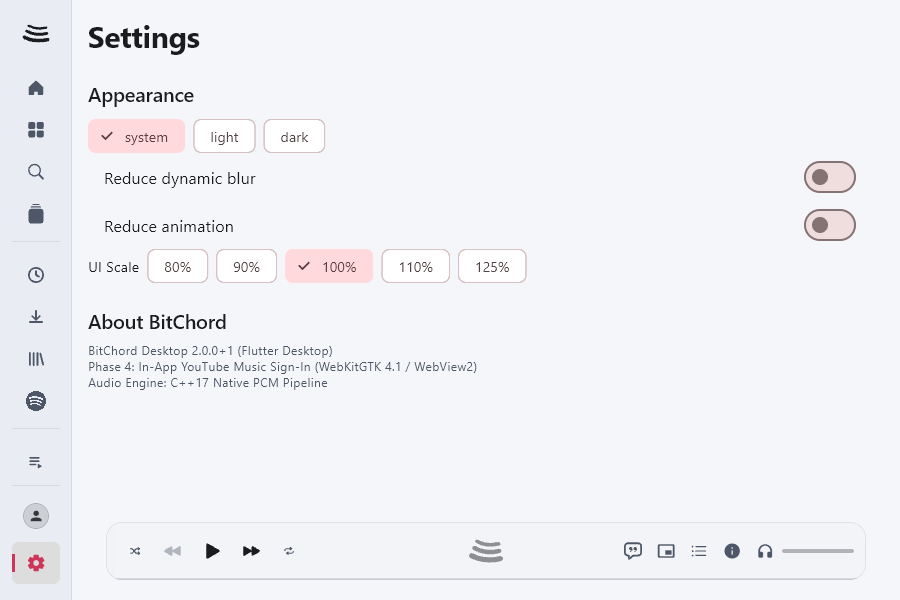 Settings
Appearance
system light dark
Reduce dynamic blur
Reduce animation
UI Scale 80% 90% 100% 110% 125%
About BitChord
BitChord Desktop 2.0.0+1 (Flutter Desktop)
Phase 4: In-App YouTube Music Sign-In (WebKitGTK 4.1 / WebView2)
Audio Engine: C++17 Native PCM Pipeline